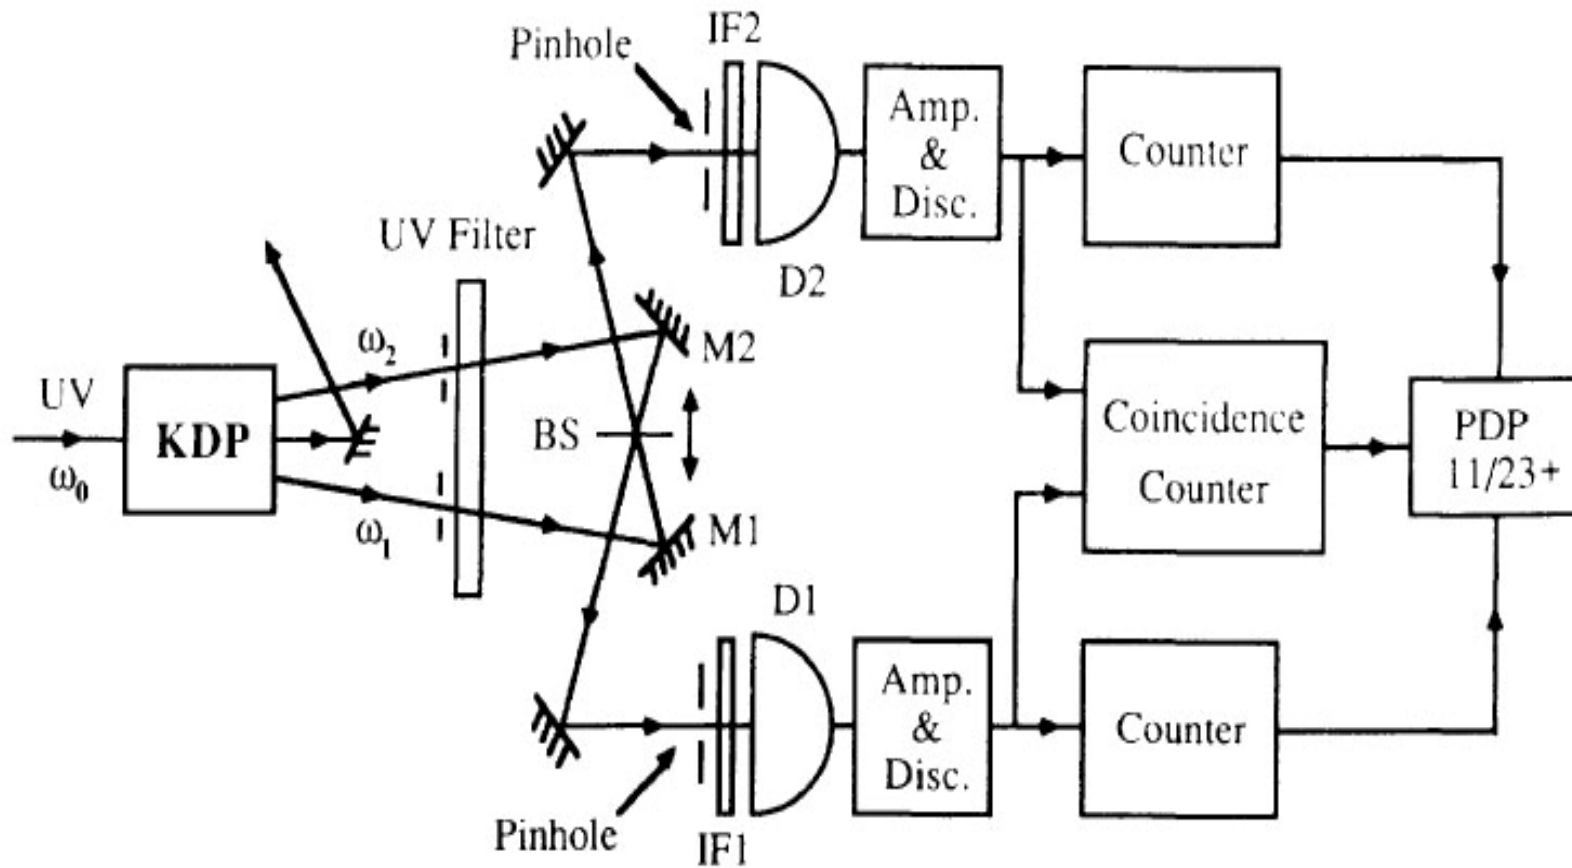 Pinhole
IF2
Amp.
&
Disc.
Counter
UV Filter
D2
ω₂
M2
UV
KDP
ω₀
BS
Coincidence
Counter
PDP
11/23+
ω₁
M1
D1
Amp.
&
Disc.
Counter
Pinhole
IF1